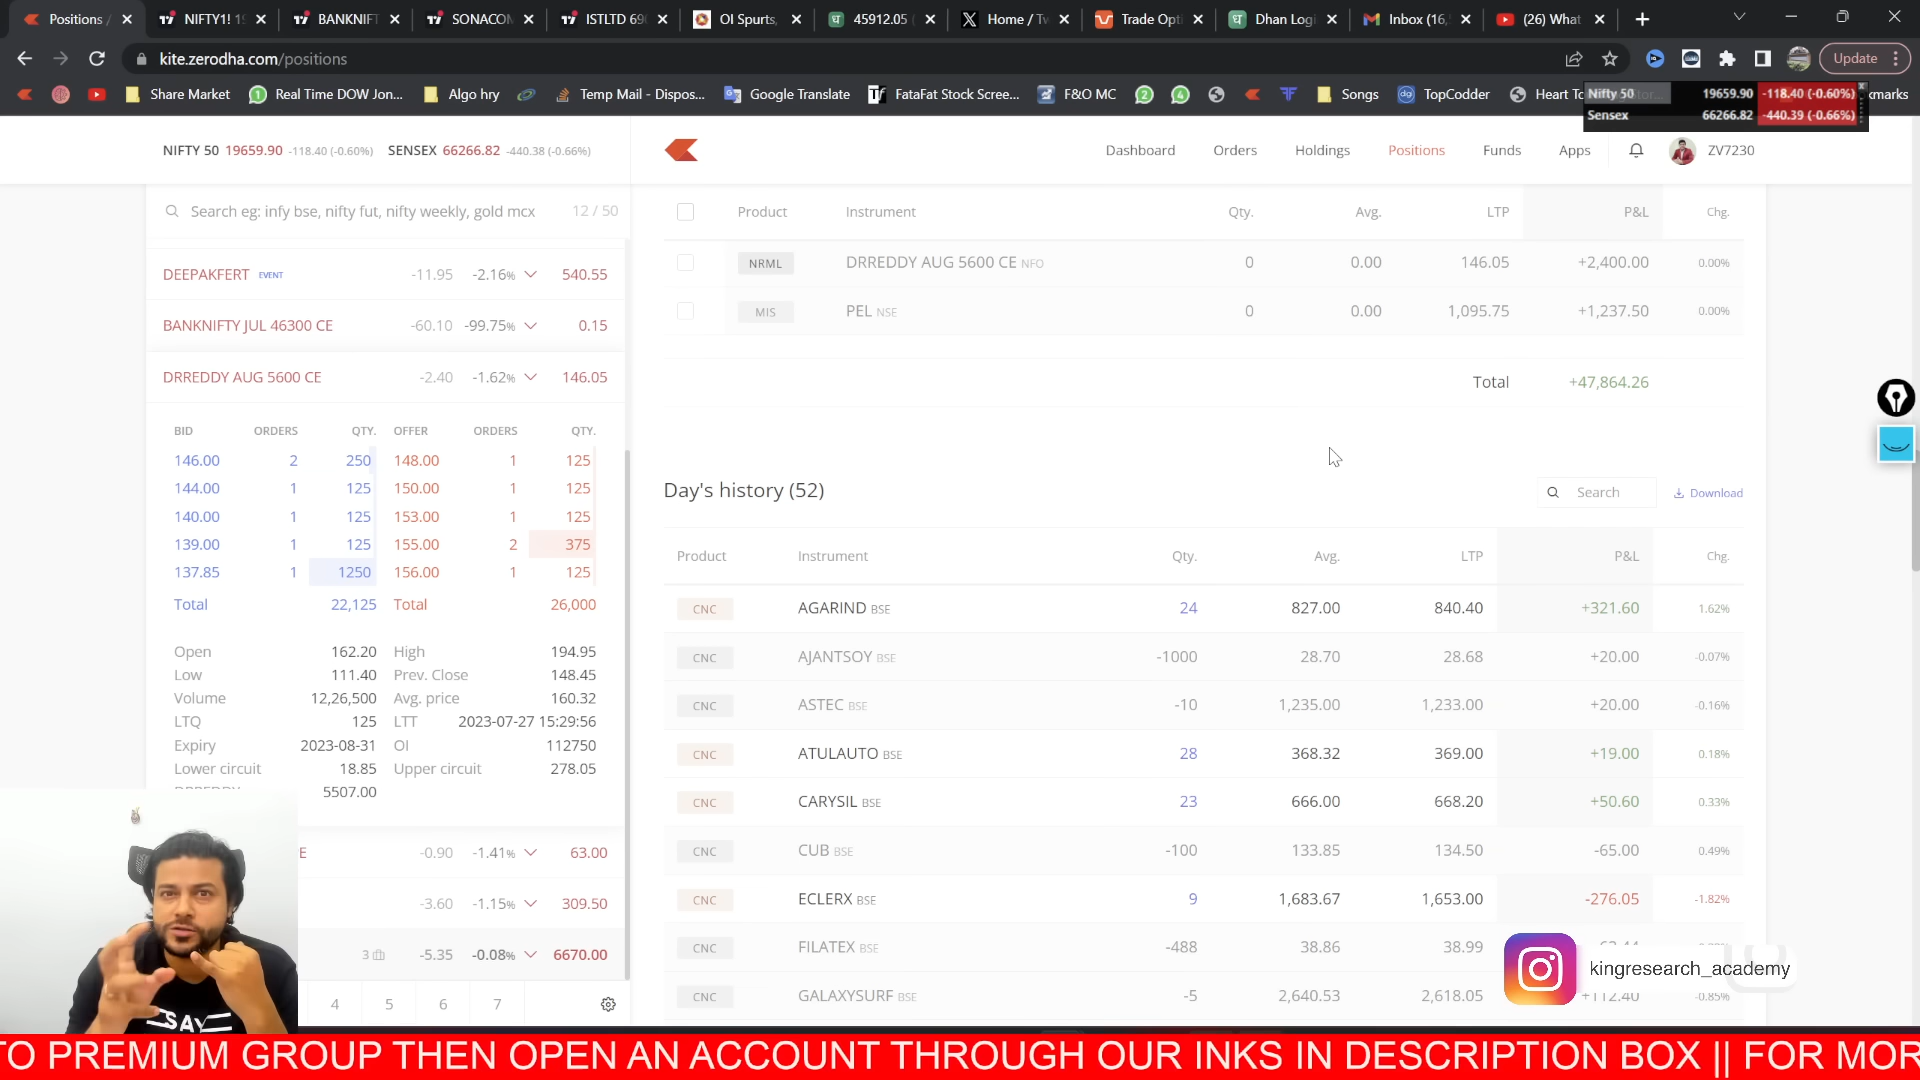 Positions /
NIFTY1! 19
BANKNIFT
SONACOM
ISTLTD 69
OI Spurts,
45912.05 (
Home / Tw
Trade Opti
Dhan Logi
Inbox (16,
(26) What
kite.zerodha.com/positions
Update
Share Market
Real Time DOW Jon...
Algo hry
Temp Mail - Dispos...
Google Translate
FataFat Stock Scree...
F&O MC
Songs
TopCodder
Heart To
kmarks
Nifty 50 19659.90 -118.40 (-0.60%)
Sensex 66266.82 -440.39 (-0.66%)
NIFTY 50 19659.90 -118.40 (-0.60%) SENSEX 66266.82 -440.38 (-0.66%)
Dashboard Orders Holdings Positions Funds Apps ZV7230
Search eg: infy bse, nifty fut, nifty weekly, gold mcx 12 / 50
DEEPAKFERT EVENT -11.95 -2.16% 540.55
BANKNIFTY JUL 46300 CE -60.10 -99.75% 0.15
DRREDDY AUG 5600 CE -2.40 -1.62% 146.05
BID ORDERS QTY. OFFER ORDERS QTY.
146.00 2 250 148.00 1 125
144.00 1 125 150.00 1 125
140.00 1 125 153.00 1 125
139.00 1 125 155.00 2 375
137.85 1 1250 156.00 1 125
Total 22,125 Total 26,000
Open 162.20 High 194.95
Low 111.40 Prev. Close 148.45
Volume 12,26,500 Avg. price 160.32
LTQ 125 LTT 2023-07-27 15:29:56
Expiry 2023-08-31 OI 112750
Lower circuit 18.85 Upper circuit 278.05
DRREDDY 5507.00
E -0.90 -1.41% 63.00
-3.60 -1.15% 309.50
3 -5.35 -0.08% 6670.00
4 5 6 7
Product Instrument Qty. Avg. LTP P&L Chg.
NRML DRREDDY AUG 5600 CE NFO 0 0.00 146.05 +2,400.00 0.00%
MIS PEL NSE 0 0.00 1,095.75 +1,237.50 0.00%
Total +47,864.26
Day's history (52) Search Download
Product Instrument Qty. Avg. LTP P&L Chg.
CNC AGARIND BSE 24 827.00 840.40 +321.60 1.62%
CNC AJANTSOY BSE -1000 28.70 28.68 +20.00 -0.07%
CNC ASTEC BSE -10 1,235.00 1,233.00 +20.00 -0.16%
CNC ATULAUTO BSE 28 368.32 369.00 +19.00 0.18%
CNC CARYSIL BSE 23 666.00 668.20 +50.60 0.33%
CNC CUB BSE -100 133.85 134.50 -65.00 0.49%
CNC ECLERX BSE 9 1,683.67 1,653.00 -276.05 -1.82%
CNC FILATEX BSE -488 38.86 38.99
CNC GALAXYSURF BSE -5 2,640.53 2,618.05 +112.40 -0.85%
kingresearch_academy
SAY
TO PREMIUM GROUP THEN OPEN AN ACCOUNT THROUGH OUR INKS IN DESCRIPTION BOX || FOR MOR